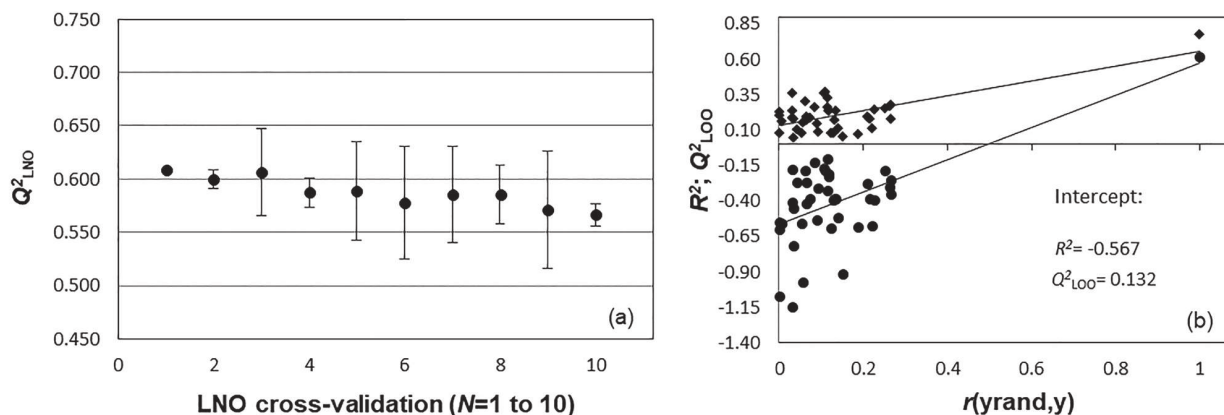 0.750
0.700
0.650
0.600
0.550
0.500
0.450
Q²LNO
0 2 4 6 8 10
LNO cross-validation (N=1 to 10)
(a)
0.85
0.60
0.35
0.10
-0.15
-0.40
-0.65
-0.90
-1.15
-1.40
R²; Q²LOO
Intercept:
R²= -0.567
Q²LOO= 0.132
(b)
0 0.2 0.4 0.6 0.8 1
r(yrand,y)